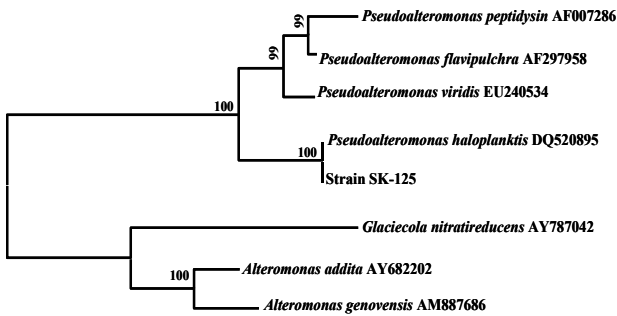 99
Pseudoalteromonas peptidysin AF007286
99
Pseudoalteromonas flavipulchra AF297958
Pseudoalteromonas viridis EU240534
100
Pseudoalteromonas haloplanktis DQ520895
100
Strain SK-125
Glaciecola nitratireducens AY787042
100
Alteromonas addita AY682202
Alteromonas genovensis AM887686